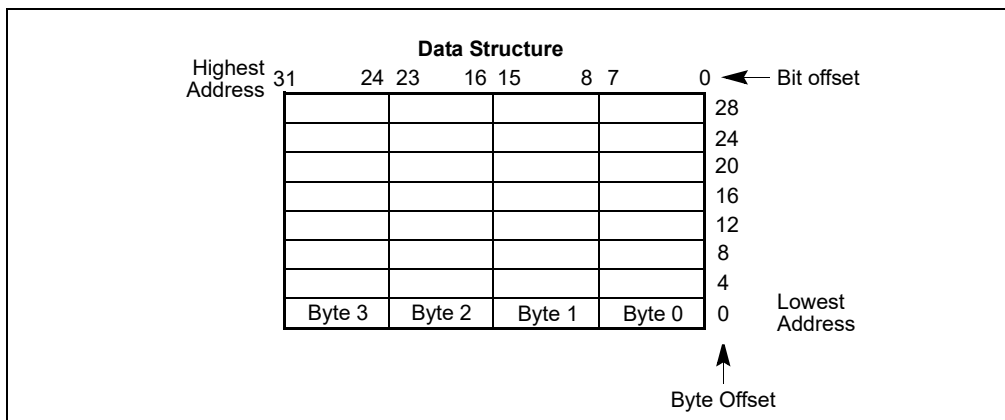 Data Structure
Highest
Address
31 24 23 16 15 8 7 0
Bit offset
28
24
20
16
12
8
4
Byte 3 Byte 2 Byte 1 Byte 0 0
Lowest
Address
Byte Offset